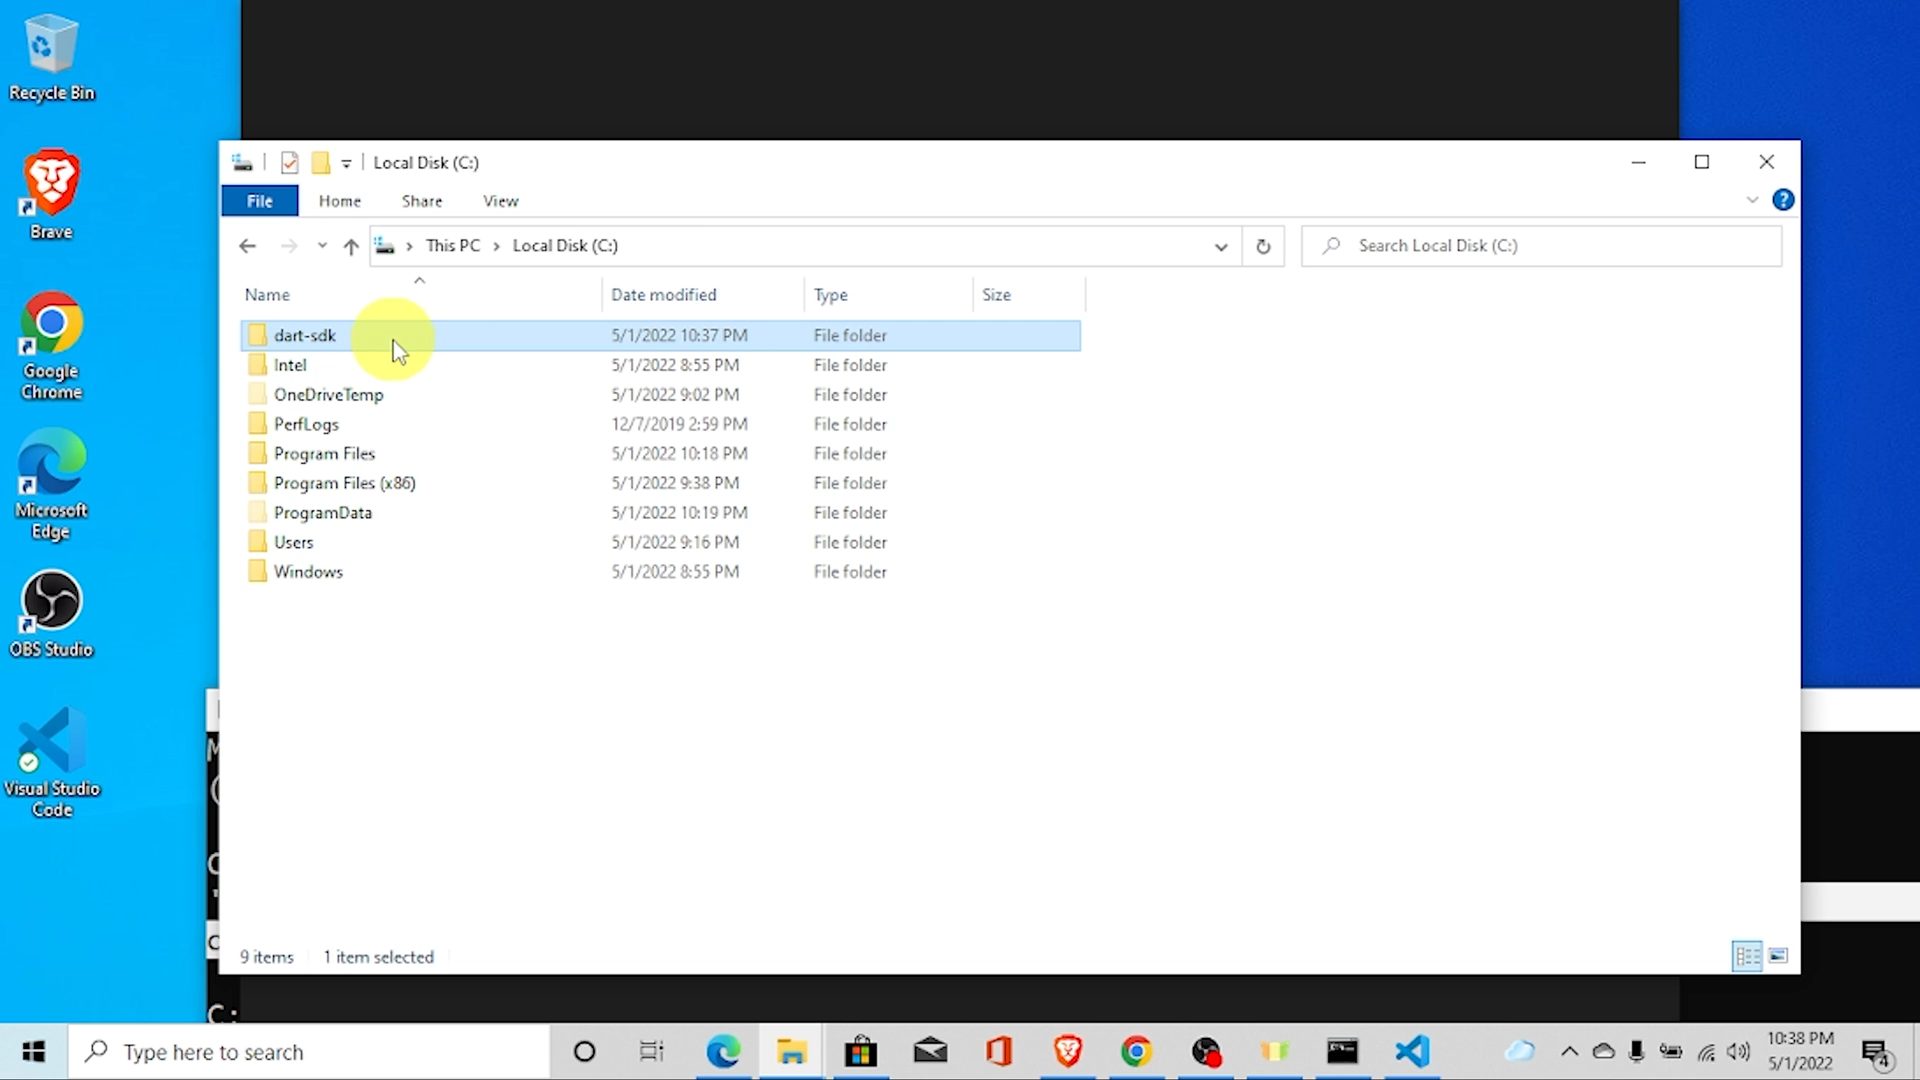 Recycle Bin
Brave
Google
Chrome
Microsoft
Edge
OBS Studio
Visual Studio
Code
Local Disk (C:)
File Home Share View
This PC Local Disk (C:)
Search Local Disk (C:)
Name Date modified Type Size
dart-sdk 5/1/2022 10:37 PM File folder
Intel 5/1/2022 8:55 PM File folder
OneDriveTemp 5/1/2022 9:02 PM File folder
PerfLogs 12/7/2019 2:59 PM File folder
Program Files 5/1/2022 10:18 PM File folder
Program Files (x86) 5/1/2022 9:38 PM File folder
ProgramData 5/1/2022 10:19 PM File folder
Users 5/1/2022 9:16 PM File folder
Windows 5/1/2022 8:55 PM File folder
9 items 1 item selected
C:
Type here to search
10:38 PM
5/1/2022
4